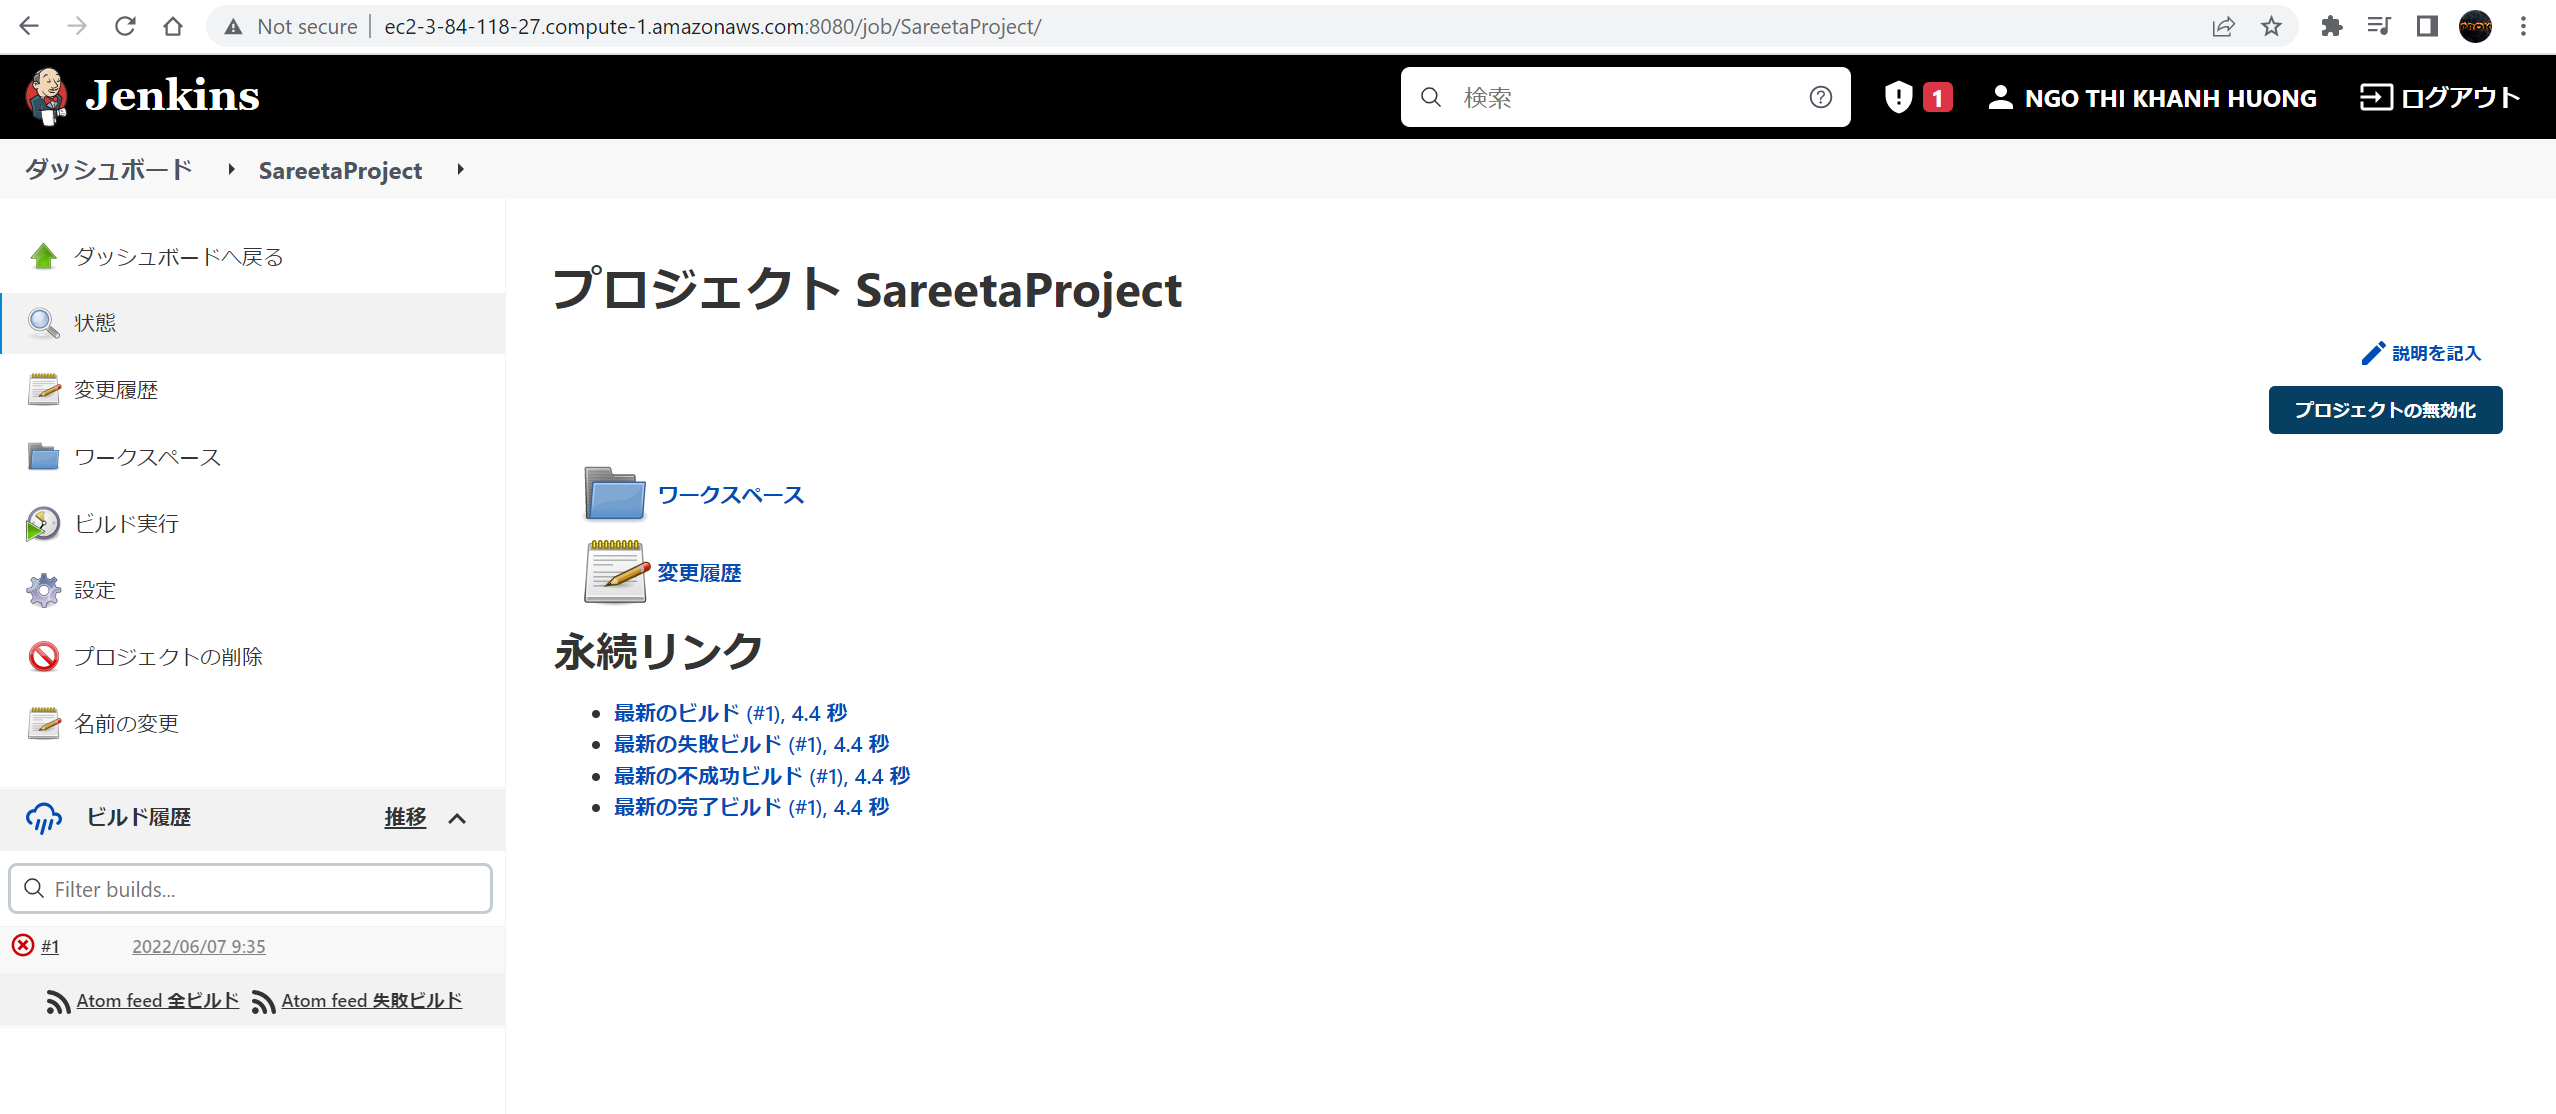 Not secure ec2-3-84-118-27.compute-1.amazonaws.com:8080/job/SareetaProject/
Jenkins
検索
1
NGO THI KHANH HUONG
ログアウト
ダッシュボード
SareetaProject
ダッシュボードへ戻る
状態
変更履歴
ワークスペース
ビルド実行
設定
プロジェクトの削除
名前の変更
ビルド履歴
推移
Filter builds...
#1
2022/06/07 9:35
Atom feed 全ビルド
Atom feed 失敗ビルド
プロジェクト SareetaProject
説明を記入
プロジェクトの無効化
ワークスペース
変更履歴
永続リンク
最新のビルド (#1), 4.4 秒
最新の失敗ビルド (#1), 4.4 秒
最新の不成功ビルド (#1), 4.4 秒
最新の完了ビルド (#1), 4.4 秒